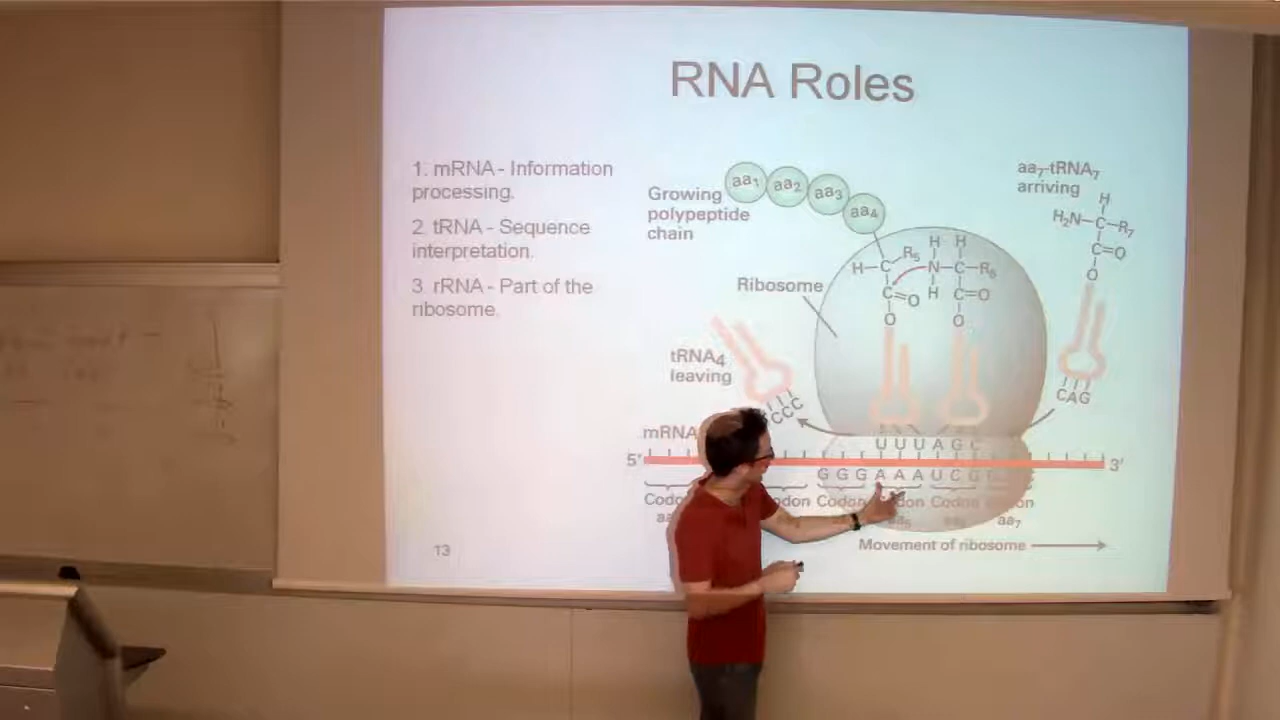 RNA Roles
1. mRNA - Information
processing.
2. tRNA - Sequence
interpretation.
3. rRNA - Part of the
ribosome.
13
Growing
polypeptide
chain
aa1 aa2 aa3 aa4
aa7-tRNA7
arriving
H
H2N-C-R7
C=O
O
H H
R5
H-C N-C-R6
C=O H C=O
O O
Ribosome
tRNA4
leaving
CCC
CAG
mRNA
UUUAGC
5' 3'
GGGAAAUCG
Codon Codon
aa7
Movement of ribosome